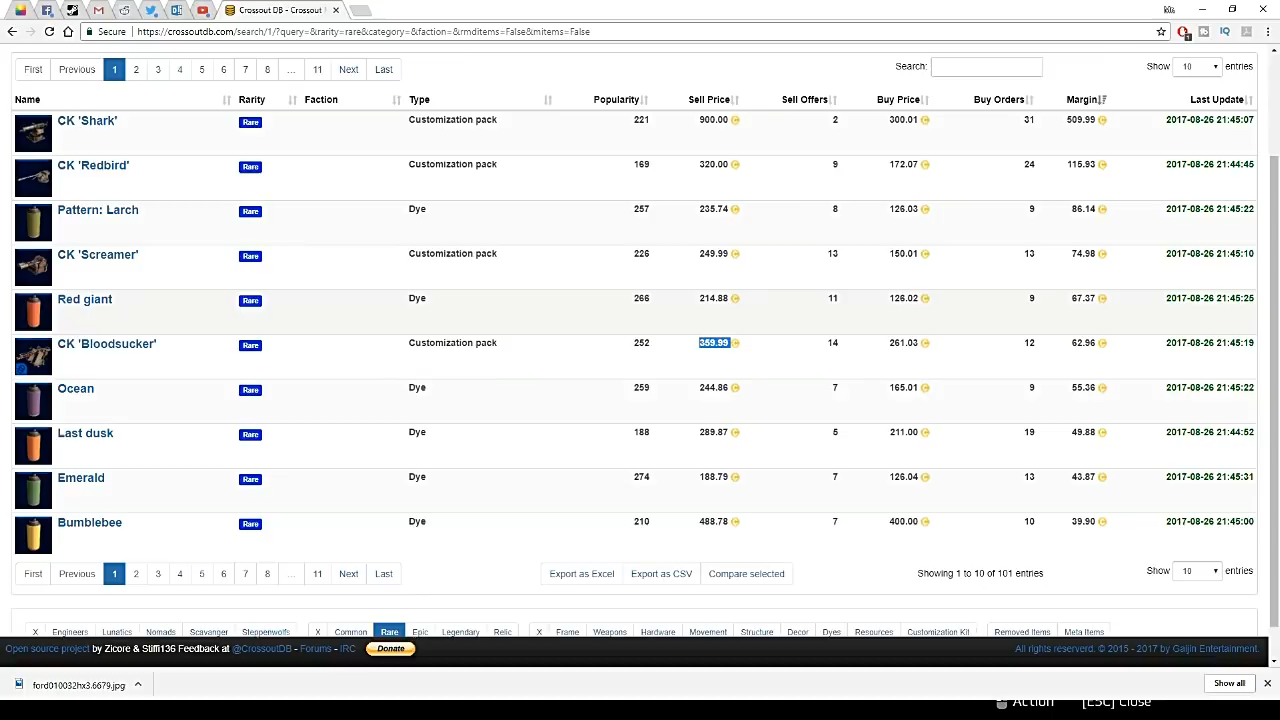 Crossout DB - Crossout
Secure https://crossoutdb.com/search/1/?query=&rarity=rare&category=&faction=&rmditems=False&mitems=False
First Previous 1 2 3 4 5 6 7 8 ... 11 Next Last Search: Show 10 entries
Name Rarity Faction Type Popularity Sell Price Sell Offers Buy Price Buy Orders Margin Last Update
CK 'Shark' Rare Customization pack 221 900.00 2 300.01 31 509.99 2017-08-26 21:45:07
CK 'Redbird' Rare Customization pack 169 320.00 9 172.07 24 115.93 2017-08-26 21:44:45
Pattern: Larch Rare Dye 257 235.74 8 126.03 9 86.14 2017-08-26 21:45:22
CK 'Screamer' Rare Customization pack 226 249.99 13 150.01 13 74.98 2017-08-26 21:45:10
Red giant Rare Dye 266 214.88 11 126.02 9 67.37 2017-08-26 21:45:25
CK 'Bloodsucker' Rare Customization pack 252 359.99 14 261.03 12 62.96 2017-08-26 21:45:19
Ocean Rare Dye 259 244.86 7 165.01 9 55.36 2017-08-26 21:45:22
Last dusk Rare Dye 188 289.87 5 211.00 19 49.88 2017-08-26 21:44:52
Emerald Rare Dye 274 188.79 7 126.04 13 43.87 2017-08-26 21:45:31
Bumblebee Rare Dye 210 488.78 7 400.00 10 39.90 2017-08-26 21:45:00
First Previous 1 2 3 4 5 6 7 8 ... 11 Next Last Export as Excel Export as CSV Compare selected Showing 1 to 10 of 101 entries Show 10 entries
X Engineers Lunatics Nomads Scavanger Steppenwolfs X Common Rare Epic Legendary Relic X Frame Weapons Hardware Movement Structure Decor Dyes Resources Customization Kit Removed Items Meta Items
Open source project by Zicore & Stiffi136 Feedback at @CrossoutDB - Forums - IRC Donate All rights reserverd. © 2015 - 2017 by Gaijin Entertainment.
ford010032hx3.6679.jpg Show all
Action [ESC] Close